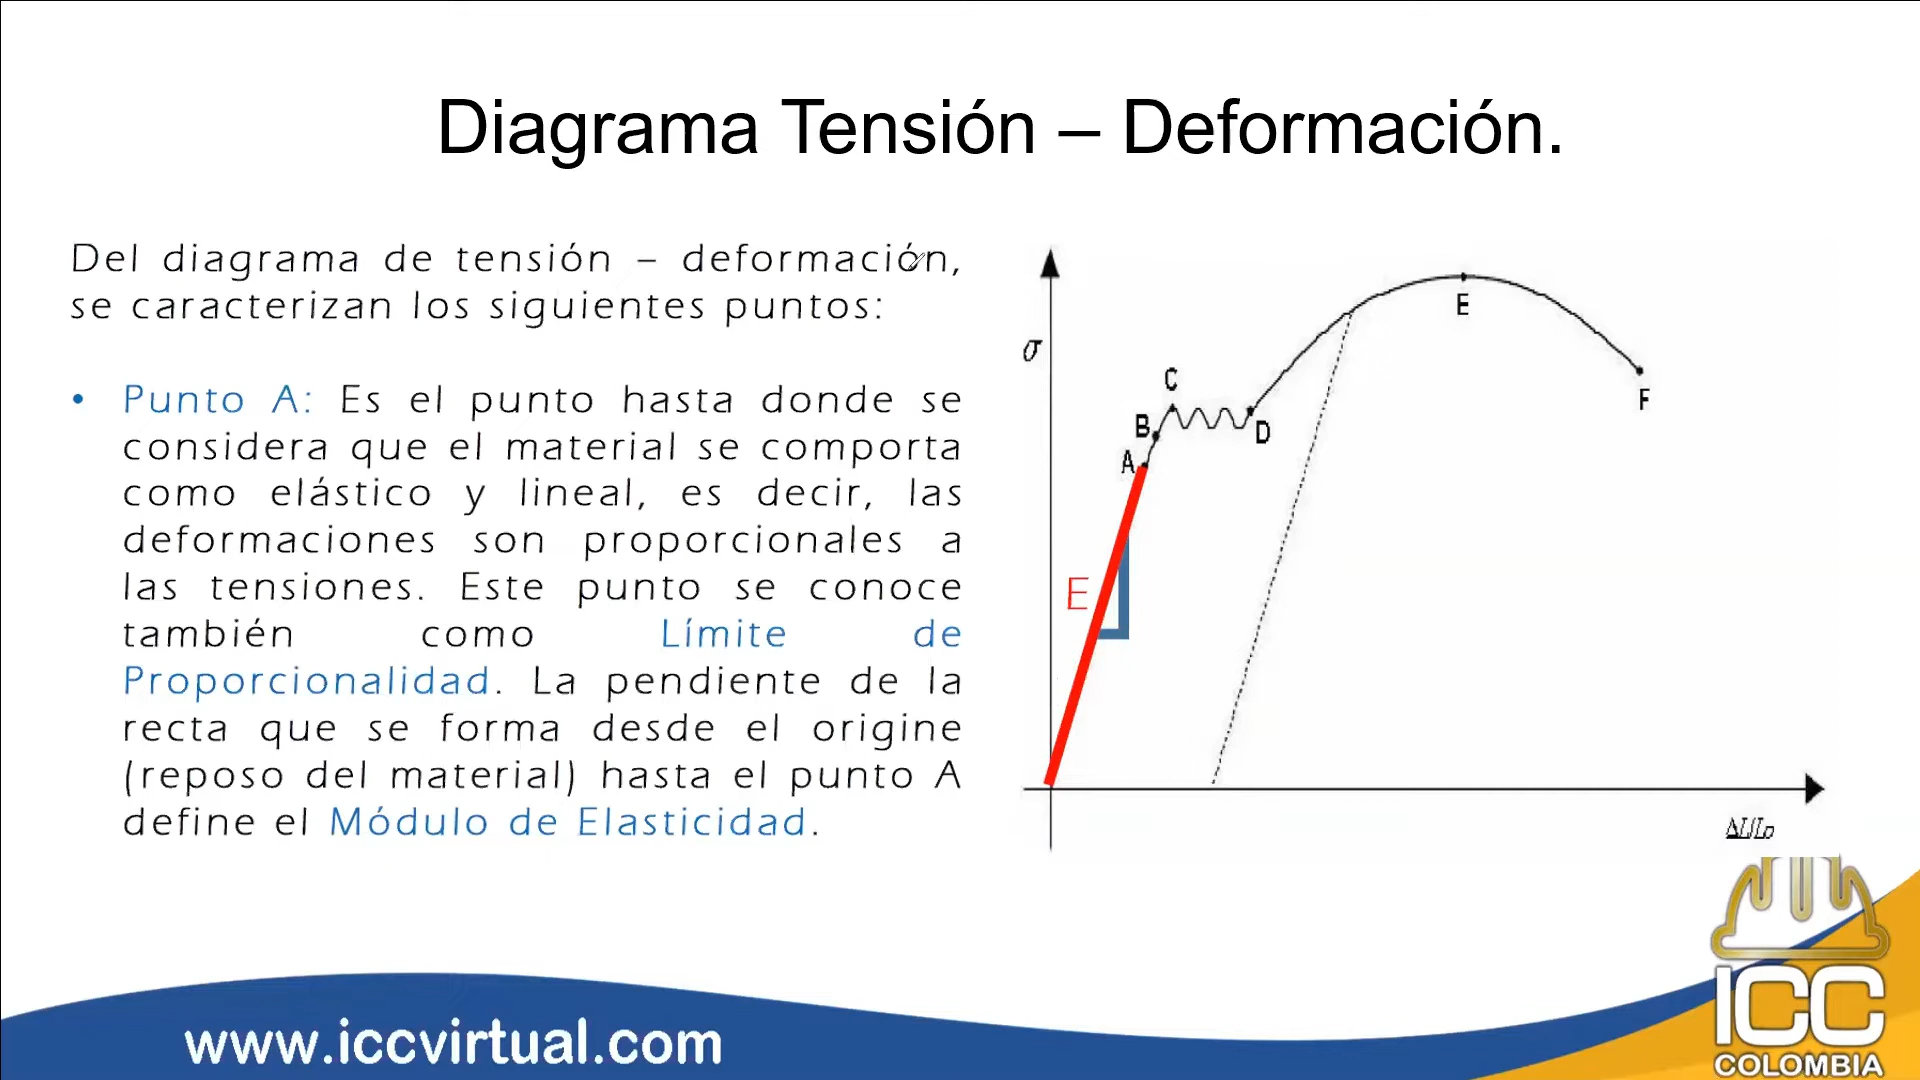 Diagrama Tensión – Deformación.
Del diagrama de tensión – deformación,
se caracterizan los siguientes puntos:
• Punto A: Es el punto hasta donde se
considera que el material se comporta
como elástico y lineal, es decir, las
deformaciones son proporcionales a
las tensiones. Este punto se conoce
también como Límite de
Proporcionalidad. La pendiente de la
recta que se forma desde el origine
(reposo del material) hasta el punto A
define el Módulo de Elasticidad.
σ
E
F
C
B
D
A
E
ΔL/Lo
www.iccvirtual.com
ICC
COLOMBIA